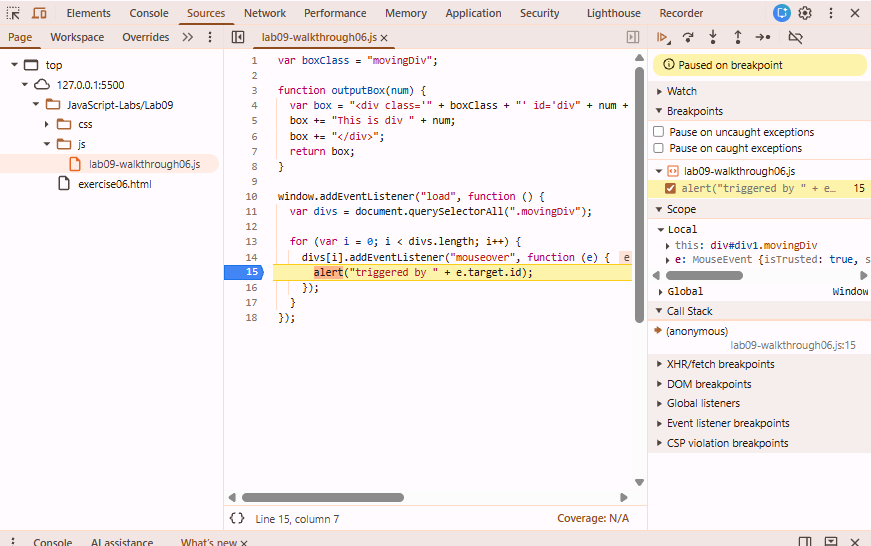 Elements Console Sources Network Performance Memory Application Security Lighthouse Recorder
Page Workspace Overrides
lab09-walkthrough06.js
top
127.0.0.1:5500
JavaScript-Labs/Lab09
css
js
lab09-walkthrough06.js
exercise06.html
1 var boxClass = "movingDiv";
2
3 function outputBox(num) {
4 var box = "<div class='" + boxClass + "' id='div" + num +
5 box += "This is div " + num;
6 box += "</div>";
7 return box;
8 }
9
10 window.addEventListener("load", function () {
11 var divs = document.querySelectorAll(".movingDiv");
12
13 for (var i = 0; i < divs.length; i++) {
14 divs[i].addEventListener("mouseover", function (e) { e
15 alert("triggered by " + e.target.id);
16 });
17 }
18 });
{} Line 15, column 7 Coverage: N/A
Paused on breakpoint
Watch
Breakpoints
Pause on uncaught exceptions
Pause on caught exceptions
lab09-walkthrough06.js
alert("triggered by " + e… 15
Scope
Local
this: div#div1.movingDiv
e: MouseEvent {isTrusted: true, s
Global Window
Call Stack
(anonymous)
lab09-walkthrough06.js:15
XHR/fetch breakpoints
DOM breakpoints
Global listeners
Event listener breakpoints
CSP violation breakpoints
Console AI assistance What's new